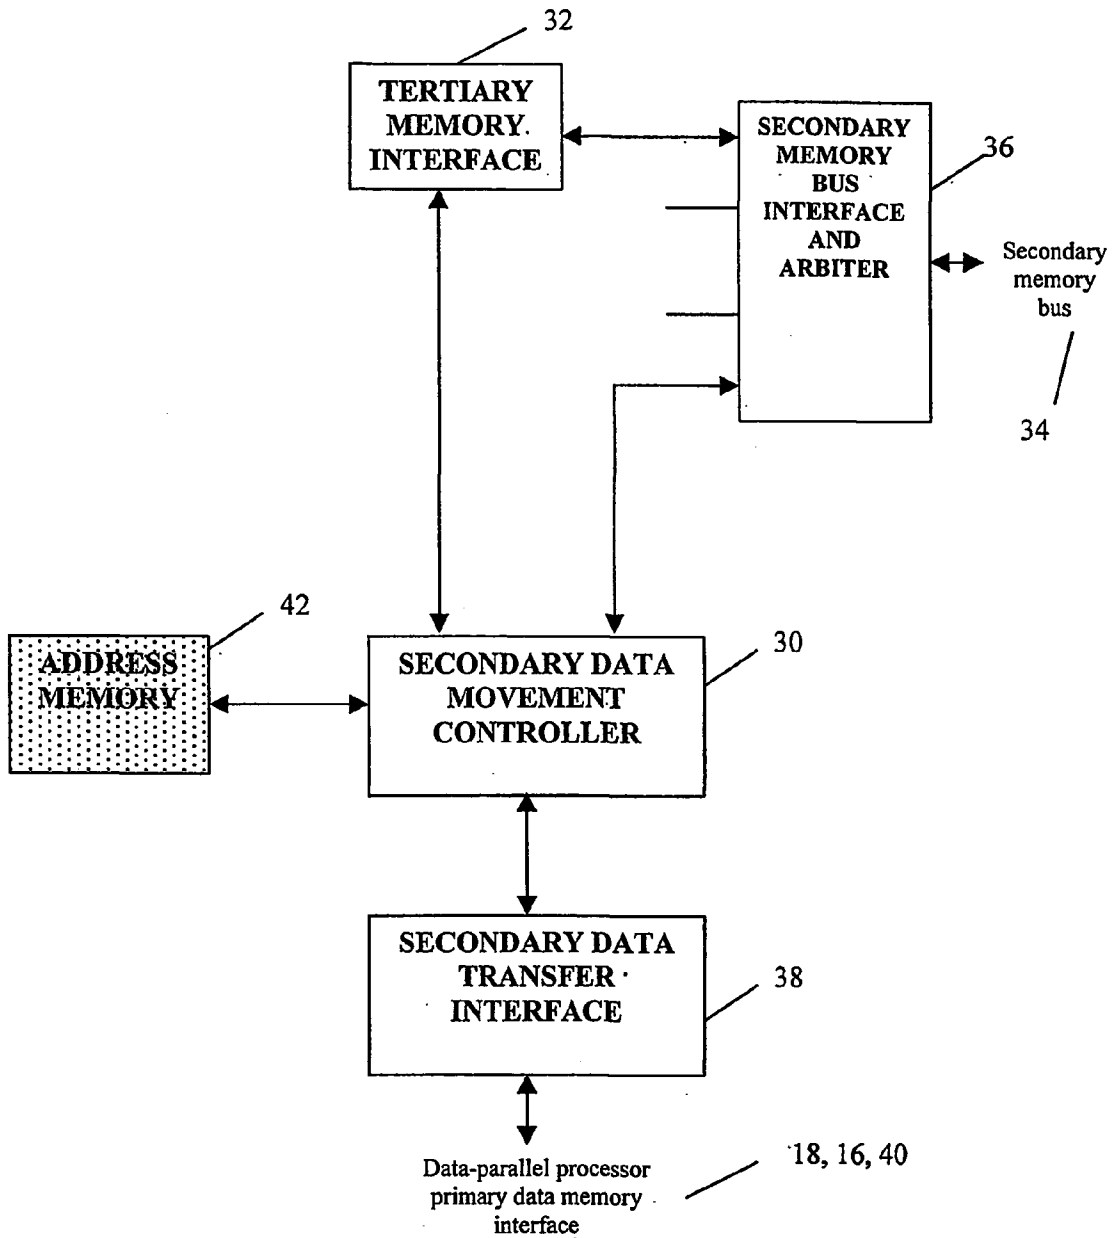 32
TERTIARY
MEMORY
INTERFACE
SECONDARY
MEMORY
BUS
INTERFACE
AND
ARBITER
36
Secondary
memory
bus
34
42
ADDRESS
MEMORY
SECONDARY DATA
MOVEMENT
CONTROLLER
30
SECONDARY DATA
TRANSFER
INTERFACE
38
Data-parallel processor
primary data memory
interface
18, 16, 40